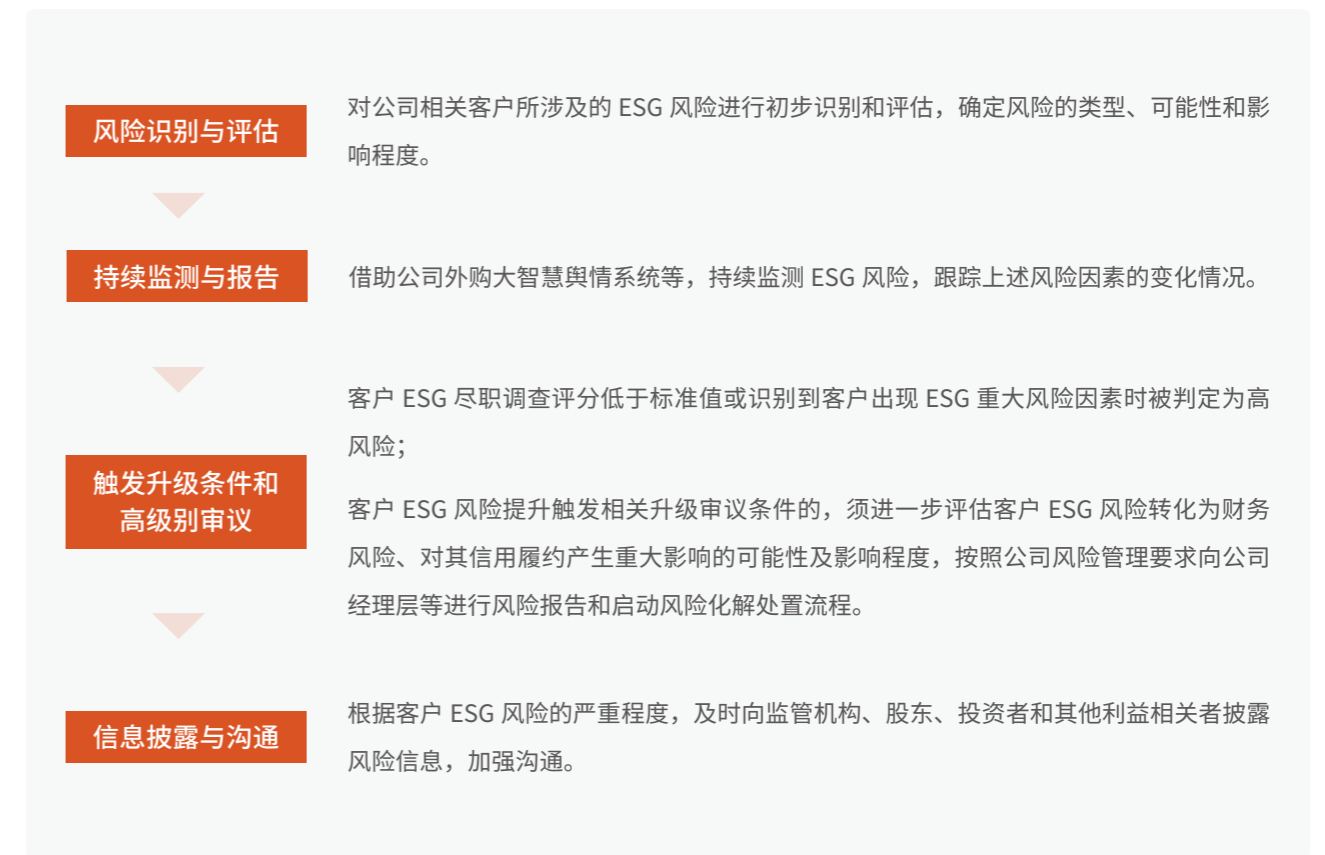 风险识别与评估
对公司相关客户所涉及的 ESG 风险进行初步识别和评估，确定风险的类型、可能性和影
响程度。
持续监测与报告
借助公司外购大智慧舆情系统等，持续监测 ESG 风险，跟踪上述风险因素的变化情况。
触发升级条件和
高级别审议
客户 ESG 尽职调查评分低于标准值或识别到客户出现 ESG 重大风险因素时被判定为高
风险；
客户 ESG 风险提升触发相关升级审议条件的，须进一步评估客户 ESG 风险转化为财务
风险、对其信用履约产生重大影响的可能性及影响程度，按照公司风险管理要求向公司
经理层等进行风险报告和启动风险化解处置流程。
信息披露与沟通
根据客户 ESG 风险的严重程度，及时向监管机构、股东、投资者和其他利益相关者披露
风险信息，加强沟通。